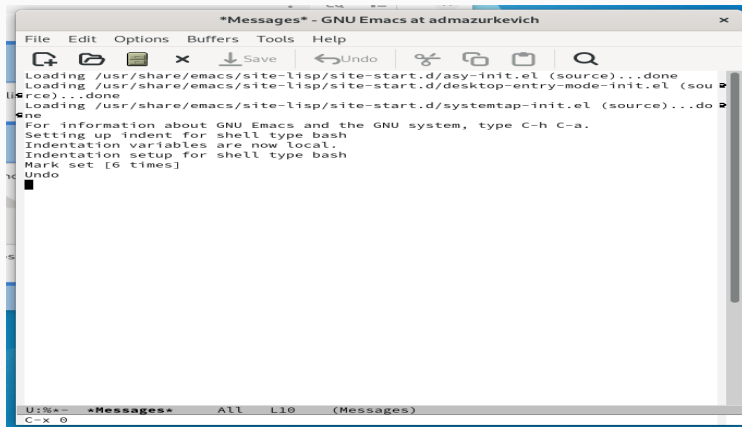 *Messages* - GNU Emacs at admazurkevich
File Edit Options Buffers Tools Help
Save Undo
Loading /usr/share/emacs/site-lisp/site-start.d/asy-init.el (source)...done
Loading /usr/share/emacs/site-lisp/site-start.d/desktop-entry-mode-init.el (sou
rce)...done
Loading /usr/share/emacs/site-lisp/site-start.d/systemtap-init.el (source)...do
ne
For information about GNU Emacs and the GNU system, type C-h C-a.
Setting up indent for shell type bash
Indentation variables are now local.
Indentation setup for shell type bash
Mark set [6 times]
Undo
U:%*- *Messages* All L10 (Messages)
C-x 0